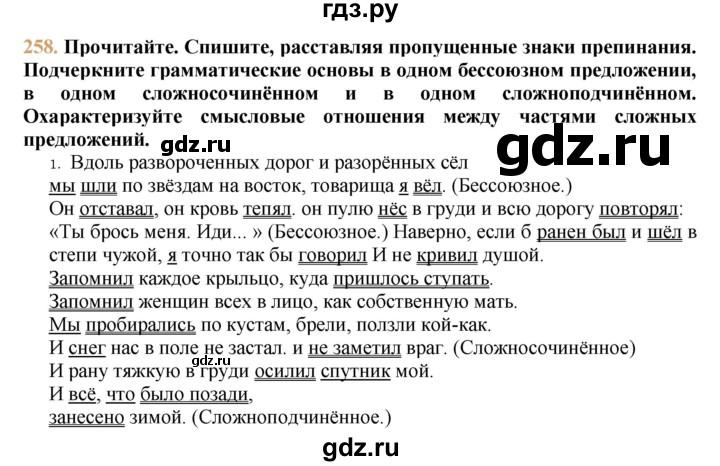 гдз.ру
258. Прочитайте. Спишите, расставляя пропущенные знаки препинания.
Подчеркните грамматические основы в одном бессоюзном предложении,
в одном сложносочинённом и в одном сложноподчинённом.
Охарактеризуйте смысловые отношения между частями сложных
предложений.
1. Вдоль развороченных дорог и разорённых сёл
мы шли по звёздам на восток, товарища я вёл. (Бессоюзное.)
Он отставал, он кровь тепял. он пулю нёс в груди и всю дорогу повторял:
«Ты брось меня. Иди... » (Бессоюзное.) Наверно, если б ранен был и шёл в
степи чужой, я точно так бы говорил И не кривил душой.
Запомнил каждое крыльцо, куда пришлось ступать.
Запомнил женщин всех в лицо, как собственную мать.
Мы пробирались по кустам, брели, ползли кой-как.
И снег нас в поле не застал. и не заметил враг. (Сложносочинённое)
И рану тяжкую в груди осилил спутник мой.
И всё, что было позади,
занесено зимой. (Сложноподчинённое.)
gdz.ru
gdz.ru
gdz.ru
gdz.ru
gdz.ru